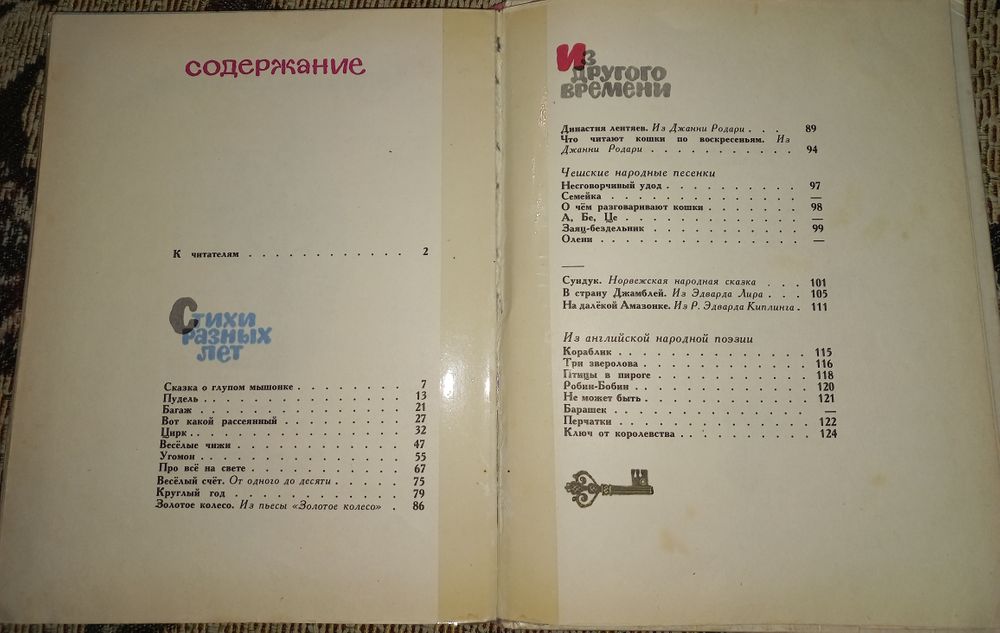 содержание
К читателям . . . . . . . . . . . . 2
Стихи
разных
лет
Сказка о глупом мышонке . . . . . . . . 7
Пудель . . . . . . . . . . . . . . 13
Багаж . . . . . . . . . . . . . . 21
Вот какой рассеянный . . . . . . . . . 27
Цирк . . . . . . . . . . . . . . . 32
Весёлые чижи . . . . . . . . . . . . 47
Угомон . . . . . . . . . . . . . . 55
Про всё на свете . . . . . . . . . . . 67
Весёлый счёт. От одного до десяти . . . . . 75
Круглый год . . . . . . . . . . . . 79
Золотое колесо. Из пьесы «Золотое колесо» . 86
Из
другого
времени
Династия лентяев. Из Джанни Родари . . . 89
Что читают кошки по воскресеньям. Из
Джанни Родари . . . . . . . . . . . 94
Чешские народные песенки
Несговорчивый удод . . . . . . . . . . 97
Семейка . . . . . . . . . . . . . . —
О чём разговаривают кошки . . . . . . . 98
А, Бе, Це . . . . . . . . . . . . . —
Заяц-бездельник . . . . . . . . . . . 99
Олени . . . . . . . . . . . . . . . —
Сундук. Норвежская народная сказка . . . 101
В страну Джамблей. Из Эдварда Лира . . . 105
На далёкой Амазонке. Из Р. Эдварда Киплинга . 111
Из английской народной поэзии
Кораблик . . . . . . . . . . . . . 115
Три зверолова . . . . . . . . . . . . 116
Птицы в пироге . . . . . . . . . . . 118
Робин-Бобин . . . . . . . . . . . . 120
Не может быть . . . . . . . . . . . . 121
Барашек . . . . . . . . . . . . . . —
Перчатки . . . . . . . . . . . . . 122
Ключ от королевства . . . . . . . . . 124